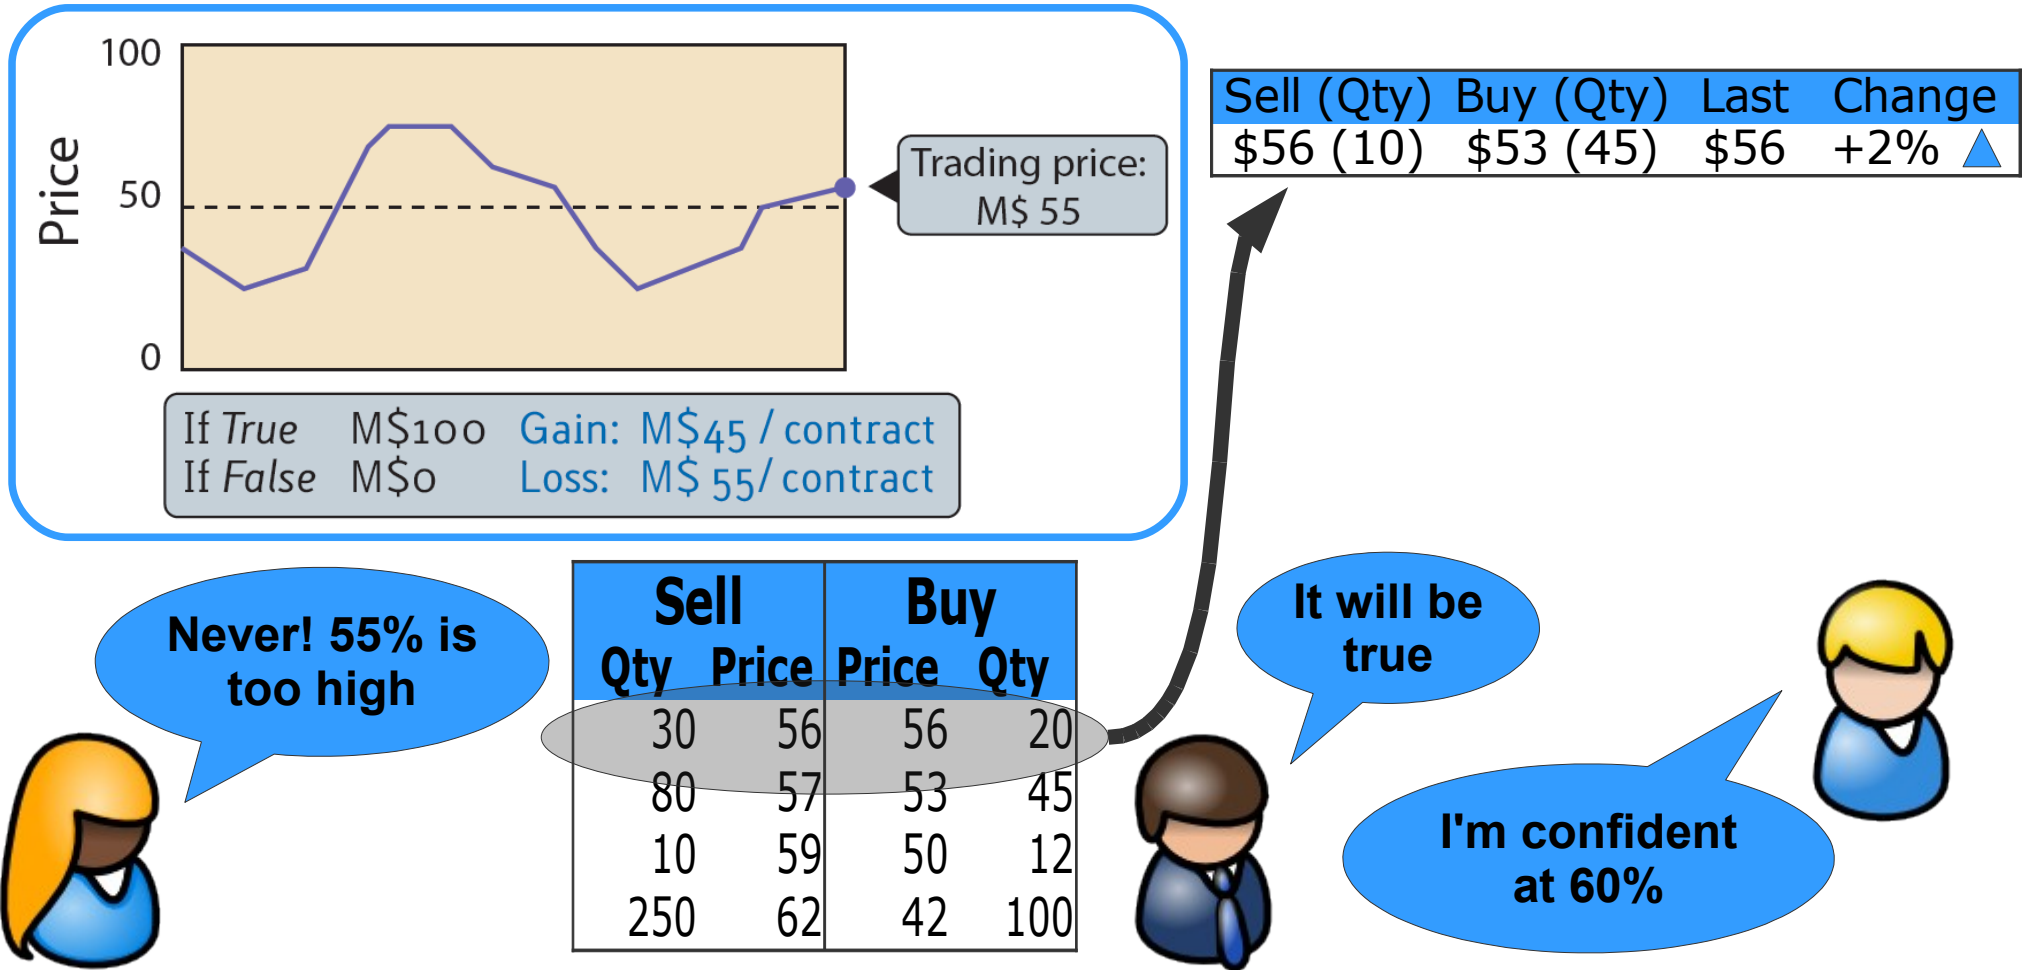 100
50
0
Price
Trading price:
M$ 55
If True M$100 Gain: M$45 / contract
If False M$0 Loss: M$ 55/ contract
Sell (Qty) Buy (Qty) Last Change
$56 (10) $53 (45) $56 +2%
Never! 55% is
too high
Sell Buy
Qty Price Price Qty
30 56 56 20
80 57 53 45
10 59 50 12
250 62 42 100
It will be
true
I'm confident
at 60%